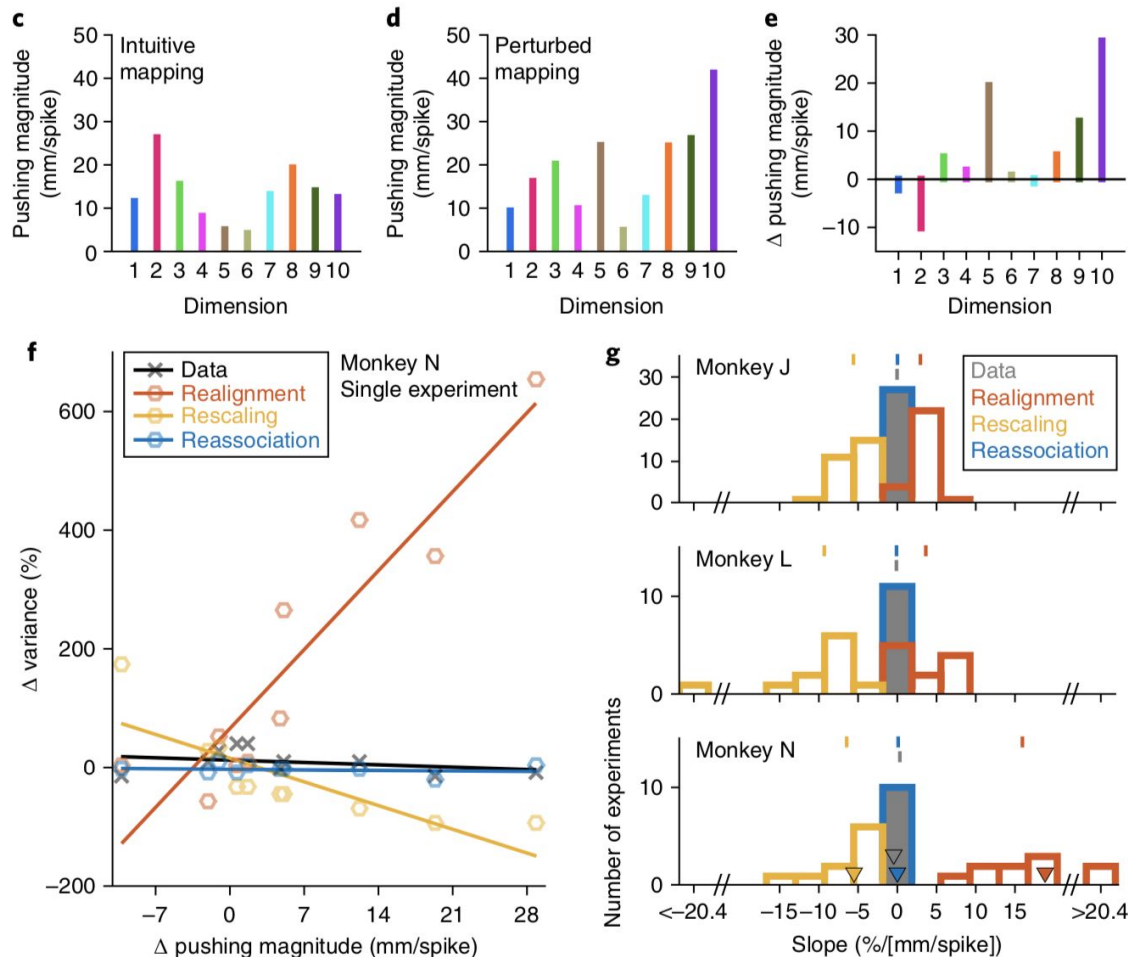 c
Pushing magnitude
(mm/spike)
50
40
30
20
10
0
Intuitive
mapping
1 2 3 4 5 6 7 8 9 10
Dimension
d
Pushing magnitude
(mm/spike)
50
40
30
20
10
0
Perturbed
mapping
1 2 3 4 5 6 7 8 9 10
Dimension
e
Δ pushing magnitude
(mm/spike)
30
20
10
0
−10
1 2 3 4 5 6 7 8 9 10
Dimension
f
Data
Realignment
Rescaling
Reassociation
Monkey N
Single experiment
Δ variance (%)
600
400
200
0
−200
−7 0 7 14 21 28
Δ pushing magnitude (mm/spike)
g
Monkey J
Data
Realignment
Rescaling
Reassociation
30
20
10
0
Monkey L
10
0
Monkey N
10
0
Number of experiments
<−20.4 −15 −10 −5 0 5 10 15 >20.4
Slope (%/[mm/spike])